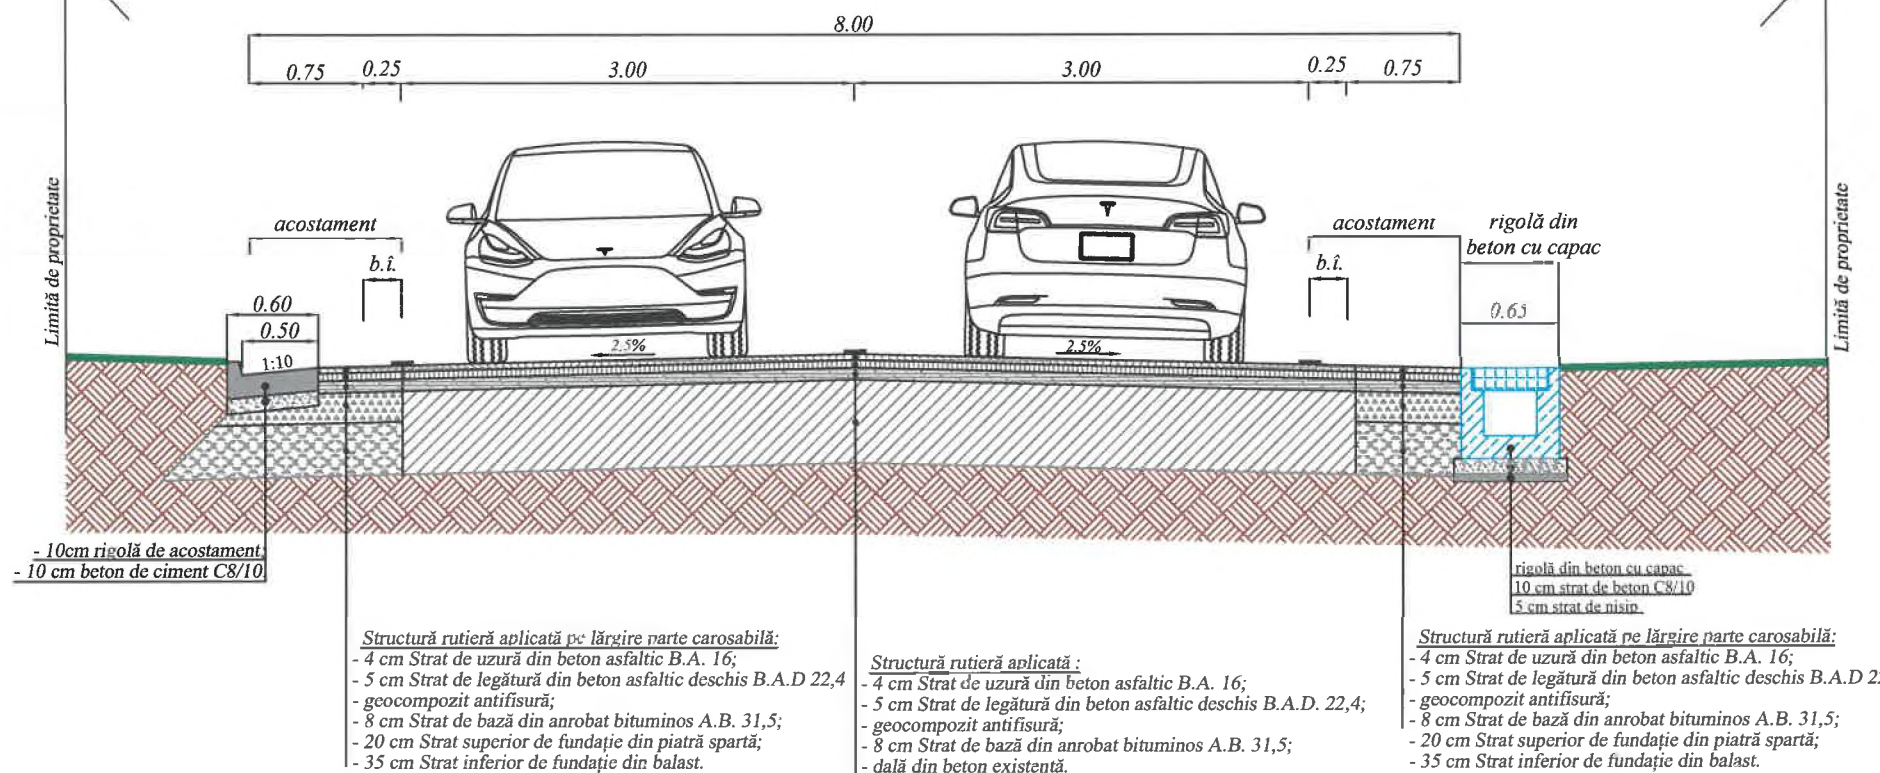 8.00
0.75 0.25 3.00 3.00 0.25 0.75
Limită de proprietate
acostament
b.î.
0.60
0.50
1:10
2.5%
2.5%
acostament
b.î.
rigolă din
beton cu capac
0.65
Limită de proprietate
- 10cm rigolă de acostament;
- 10 cm beton de ciment C8/10
rigolă din beton cu capac
10 cm strat de beton C8/10
5 cm strat de nisip
Structură rutieră aplicată pe lărgire parte carosabilă:
- 4 cm Strat de uzură din beton asfaltic B.A. 16;
- 5 cm Strat de legătură din beton asfaltic deschis B.A.D 22,4
- geocompozit antifisură;
- 8 cm Strat de bază din anrobat bituminos A.B. 31,5;
- 20 cm Strat superior de fundație din piatră spartă;
- 35 cm Strat inferior de fundație din balast.
Structură rutieră aplicată :
- 4 cm Strat de uzură din beton asfaltic B.A. 16;
- 5 cm Strat de legătură din beton asfaltic deschis B.A.D. 22,4;
- geocompozit antifisură;
- 8 cm Strat de bază din anrobat bituminos A.B. 31,5;
- dală din beton existentă.
Structură rutieră aplicată pe lărgire parte carosabilă:
- 4 cm Strat de uzură din beton asfaltic B.A. 16;
- 5 cm Strat de legătură din beton asfaltic deschis B.A.D 22
- geocompozit antifisură;
- 8 cm Strat de bază din anrobat bituminos A.B. 31,5;
- 20 cm Strat superior de fundație din piatră spartă;
- 35 cm Strat inferior de fundație din balast.